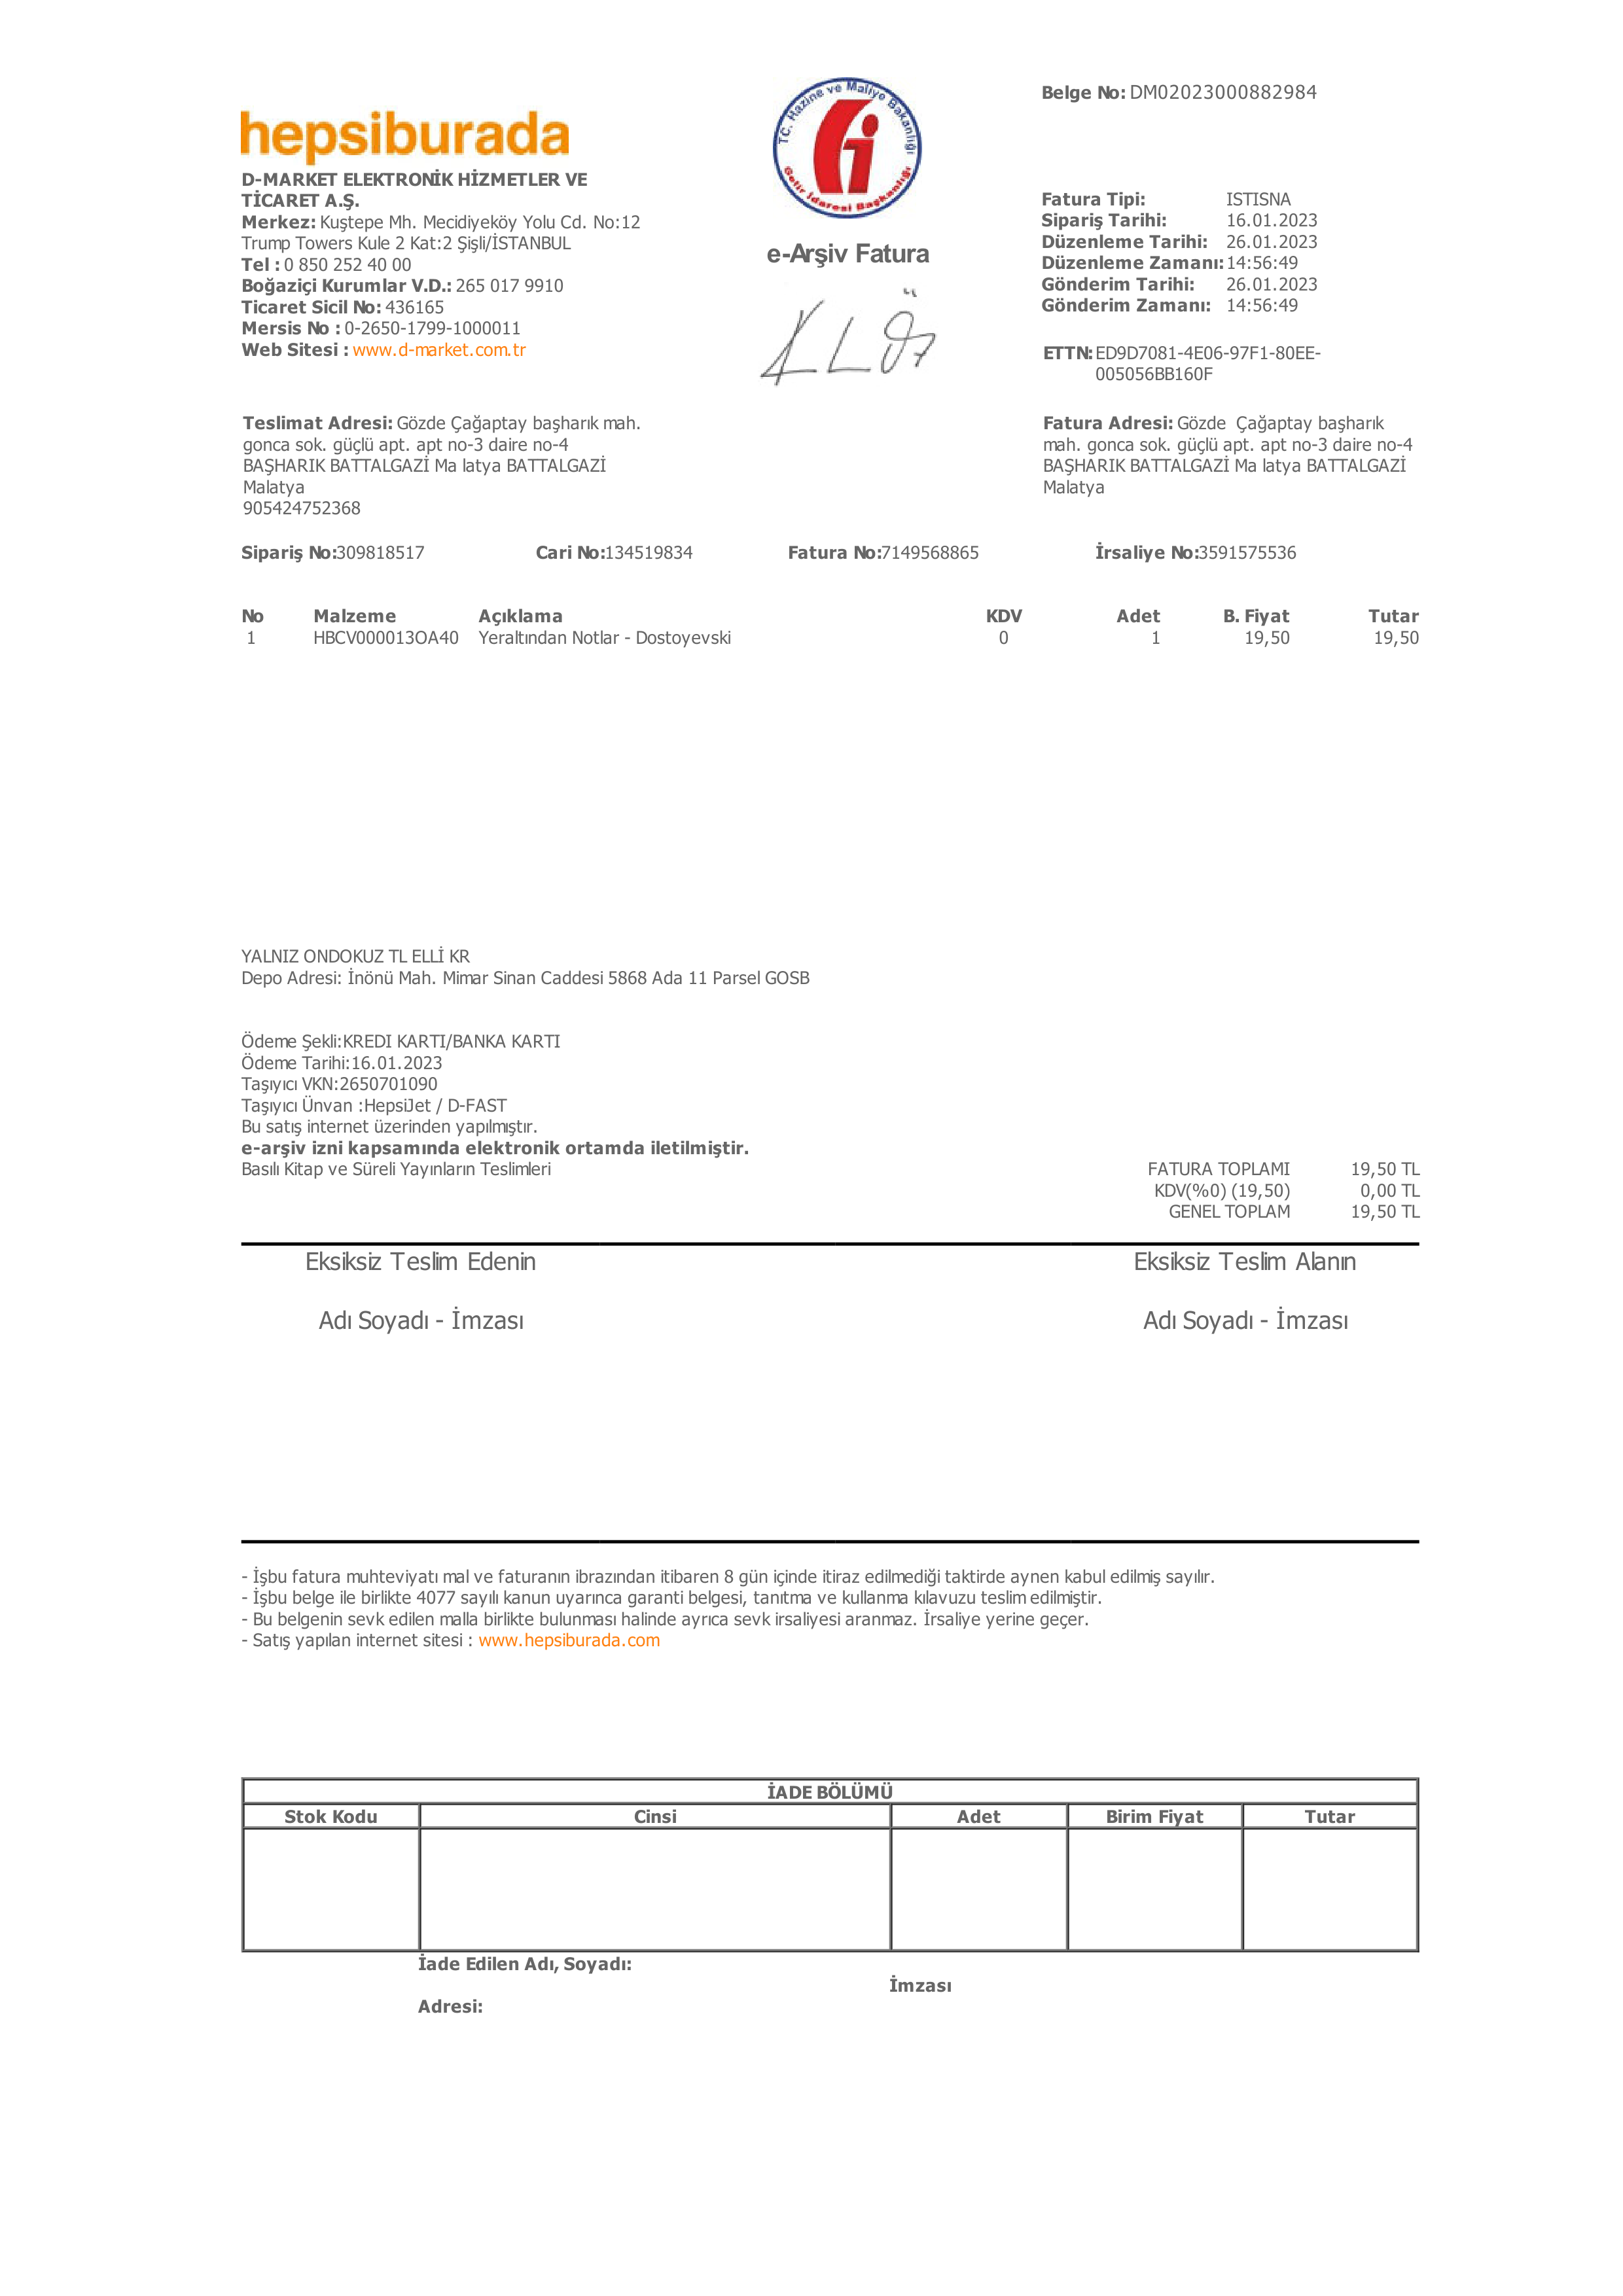 hepsiburada
D-MARKET ELEKTRONİK HİZMETLER VE
TİCARET A.Ş.
Merkez: Kuştepe Mh. Mecidiyeköy Yolu Cd. No:12
Trump Towers Kule 2 Kat:2 Şişli/İSTANBUL
Tel : 0 850 252 40 00
Boğaziçi Kurumlar V.D.: 265 017 9910
Ticaret Sicil No: 436165
Mersis No : 0-2650-1799-1000011
Web Sitesi : www.d-market.com.tr
T.C. Hazine ve Maliye Bakanlığı
Gelir İdaresi Başkanlığı
e-Arşiv Fatura
Belge No: DM02023000882984
Fatura Tipi: ISTISNA
Sipariş Tarihi: 16.01.2023
Düzenleme Tarihi: 26.01.2023
Düzenleme Zamanı: 14:56:49
Gönderim Tarihi: 26.01.2023
Gönderim Zamanı: 14:56:49
ETTN: ED9D7081-4E06-97F1-80EE-
005056BB160F
Teslimat Adresi: Gözde Çağaptay başharık mah.
gonca sok. güçlü apt. apt no-3 daire no-4
BAŞHARIK BATTALGAZİ Ma latya BATTALGAZİ
Malatya
905424752368
Fatura Adresi: Gözde Çağaptay başharık
mah. gonca sok. güçlü apt. apt no-3 daire no-4
BAŞHARIK BATTALGAZİ Ma latya BATTALGAZİ
Malatya
Sipariş No:309818517 Cari No:134519834 Fatura No:7149568865 İrsaliye No:3591575536
No Malzeme Açıklama KDV Adet B. Fiyat Tutar
1 HBCV000013OA40 Yeraltından Notlar - Dostoyevski 0 1 19,50 19,50
YALNIZ ONDOKUZ TL ELLİ KR
Depo Adresi: İnönü Mah. Mimar Sinan Caddesi 5868 Ada 11 Parsel GOSB
Ödeme Şekli:KREDI KARTI/BANKA KARTI
Ödeme Tarihi:16.01.2023
Taşıyıcı VKN:2650701090
Taşıyıcı Ünvan :HepsiJet / D-FAST
Bu satış internet üzerinden yapılmıştır.
e-arşiv izni kapsamında elektronik ortamda iletilmiştir.
Basılı Kitap ve Süreli Yayınların Teslimleri
FATURA TOPLAMI 19,50 TL
KDV(%0) (19,50) 0,00 TL
GENEL TOPLAM 19,50 TL
Eksiksiz Teslim Edenin Eksiksiz Teslim Alanın
Adı Soyadı - İmzası Adı Soyadı - İmzası
- İşbu fatura muhteviyatı mal ve faturanın ibrazından itibaren 8 gün içinde itiraz edilmediği taktirde aynen kabul edilmiş sayılır.
- İşbu belge ile birlikte 4077 sayılı kanun uyarınca garanti belgesi, tanıtma ve kullanma kılavuzu teslim edilmiştir.
- Bu belgenin sevk edilen malla birlikte bulunması halinde ayrıca sevk irsaliyesi aranmaz. İrsaliye yerine geçer.
- Satış yapılan internet sitesi : www.hepsiburada.com
İADE BÖLÜMÜ
Stok Kodu Cinsi Adet Birim Fiyat Tutar
İade Edilen Adı, Soyadı:
İmzası
Adresi: